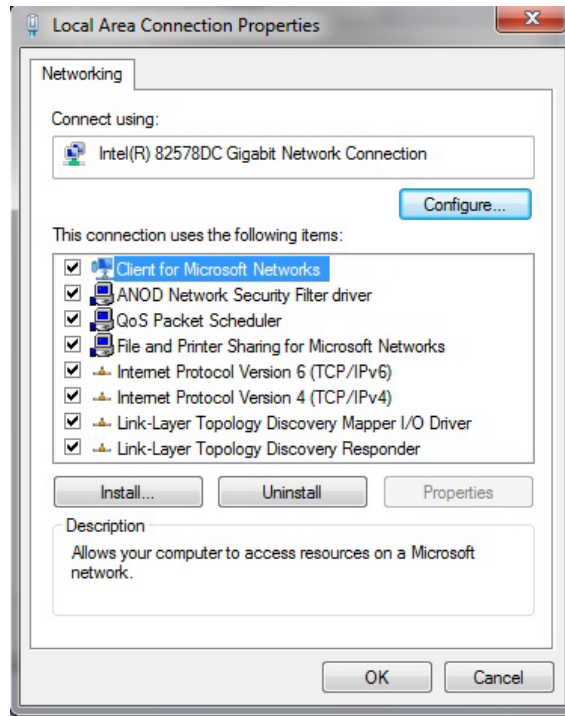 Local Area Connection Properties
x
Networking
Connect using:
Intel(R) 82578DC Gigabit Network Connection
Configure...
This connection uses the following items:
Client for Microsoft Networks
ANOD Network Security Filter driver
QoS Packet Scheduler
File and Printer Sharing for Microsoft Networks
Internet Protocol Version 6 (TCP/IPv6)
Internet Protocol Version 4 (TCP/IPv4)
Link-Layer Topology Discovery Mapper I/O Driver
Link-Layer Topology Discovery Responder
Install... Uninstall Properties
Description
Allows your computer to access resources on a Microsoft
network.
OK Cancel